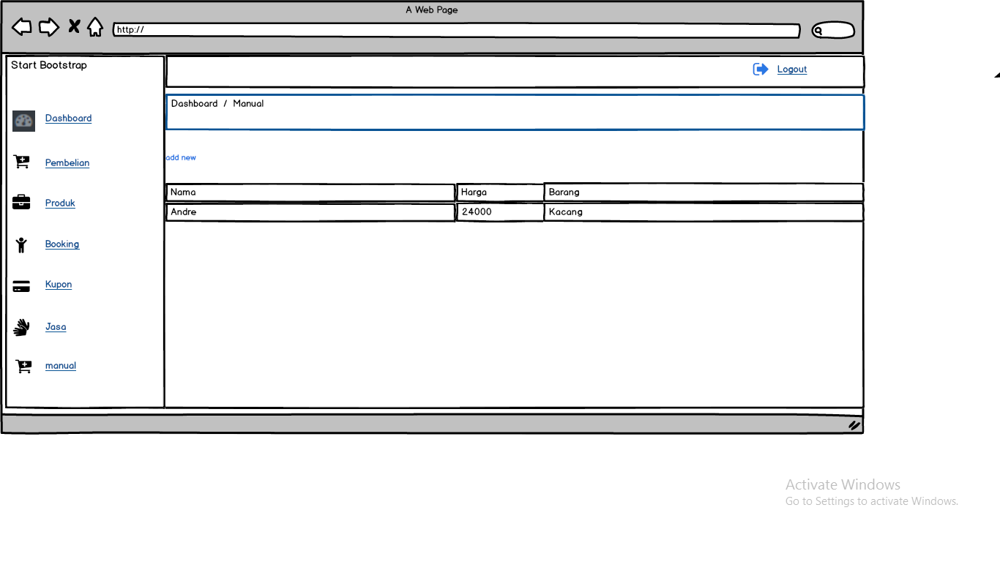 A Web Page
http://
Start Bootstrap
Logout
Dashboard / Manual
Dashboard
Pembelian
Produk
Booking
Kupon
Jasa
manual
add new
Nama Harga Barang
Andre 24000 Kacang
Activate Windows
Go to Settings to activate Windows.